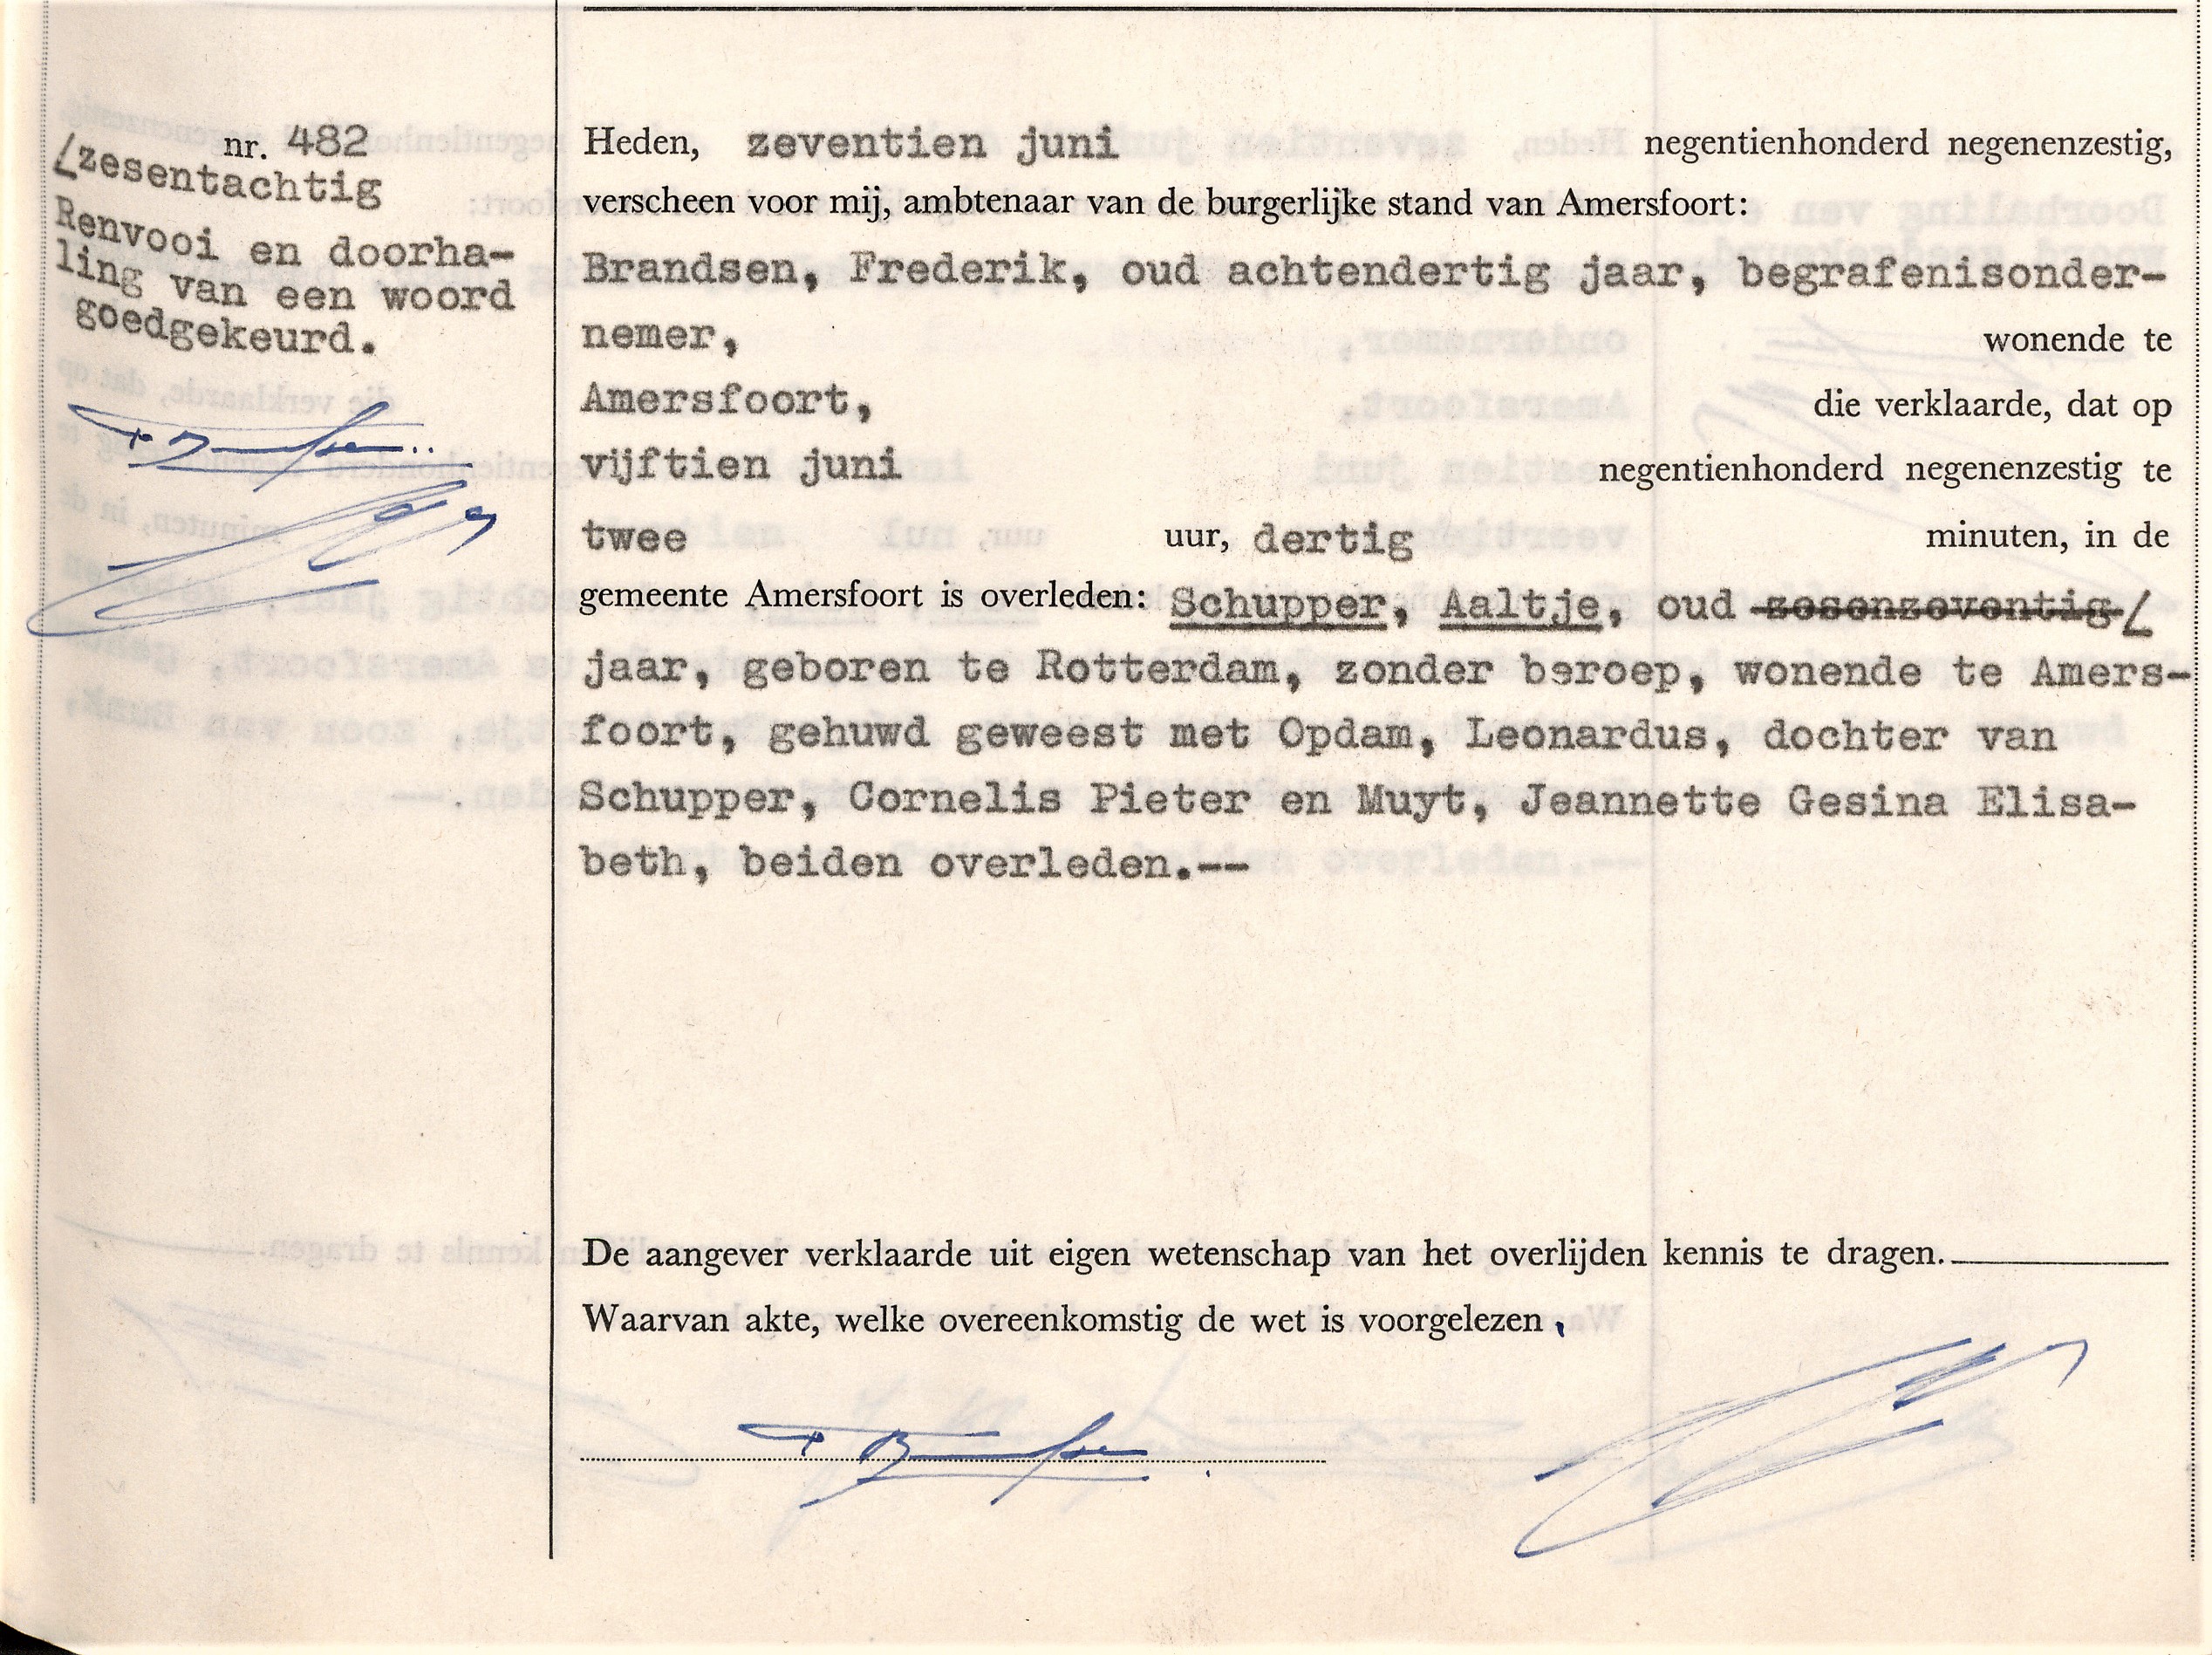 nr. 482
zesentachtig
Renvooi en doorha-
ling van een woord
goedgekeurd.
Heden, zeventien juni negentienhonderd negenenzestig,
verscheen voor mij, ambtenaar van de burgerlijke stand van Amersfoort:
Brandsen, Frederik, oud achtendertig jaar, begrafenisonder-
nemer, wonende te
Amersfoort, die verklaarde, dat op
vijftien juni negentienhonderd negenenzestig te
twee uur, dertig minuten, in de
gemeente Amersfoort is overleden: Schupper, Aaltje, oud zesenzeventig
jaar, geboren te Rotterdam, zonder beroep, wonende te Amers-
foort, gehuwd geweest met Opdam, Leonardus, dochter van
Schupper, Cornelis Pieter en Muyt, Jeannette Gesina Elisa-
beth, beiden overleden.--
De aangever verklaarde uit eigen wetenschap van het overlijden kennis te dragen.
Waarvan akte, welke overeenkomstig de wet is voorgelezen,